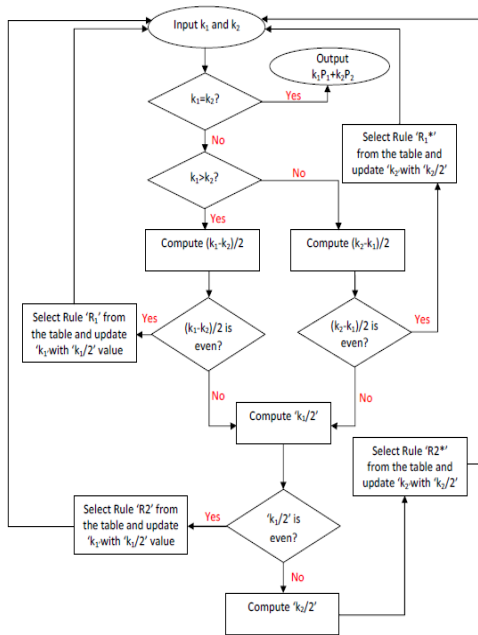 Input k₁ and k₂
Output
k₁P₁+k₂P₂
k₁=k₂?
Yes
No
Select Rule 'R₁*'
from the table and
update 'k₂ with 'k₂/2'
k₁>k₂?
No
Yes
Compute (k₁-k₂)/2
Compute (k₂-k₁)/2
Select Rule 'R₁' from
the table and update
'k₁ with 'k₁/2' value
Yes
(k₁-k₂)/2 is
even?
(k₂-k₁)/2 is
even?
Yes
No
No
Compute 'k₁/2'
Select Rule 'R2*'
from the table and
update 'k₂ with 'k₂/2'
Select Rule 'R2' from
the table and update
'k₁ with 'k₁/2' value
Yes
'k₁/2' is
even?
No
Compute 'k₂/2'